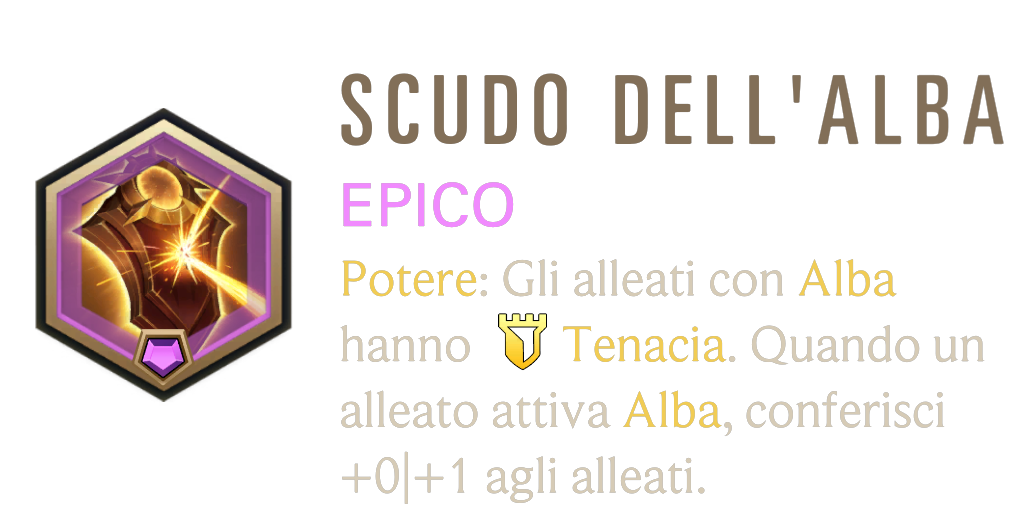 SCUDO DELL'ALBA
EPICO
Potere: Gli alleati con Alba
hanno Tenacia. Quando un
alleato attiva Alba, conferisci
+0|+1 agli alleati.